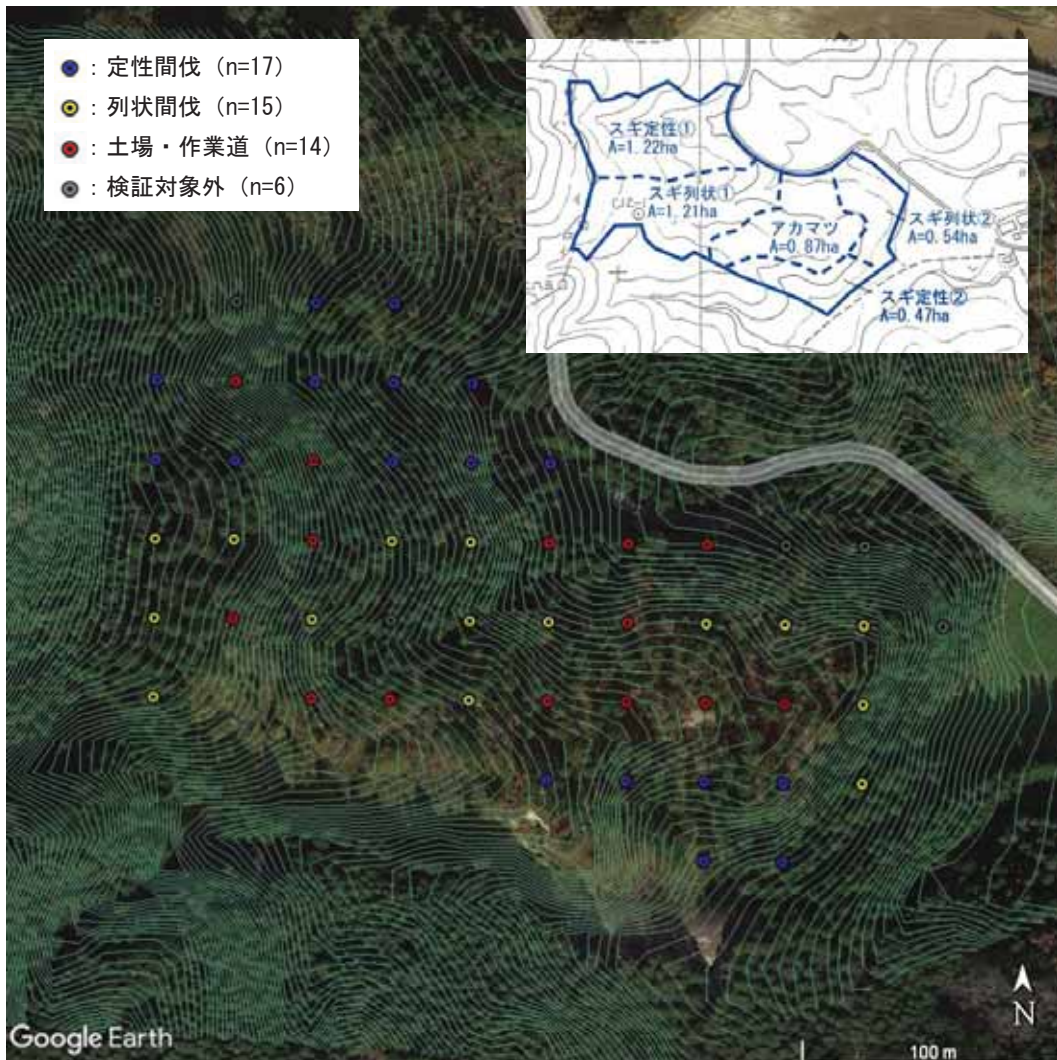 ：定性間伐（n=17）
：列状間伐（n=15）
：土場・作業道（n=14）
：検証対象外（n=6）
スギ定性①
A=1.22ha
スギ列状①
A=1.21ha
アカマツ
A=0.87ha
スギ列状②
A=0.54ha
スギ定性②
A=0.47ha
N
Google Earth
100 m